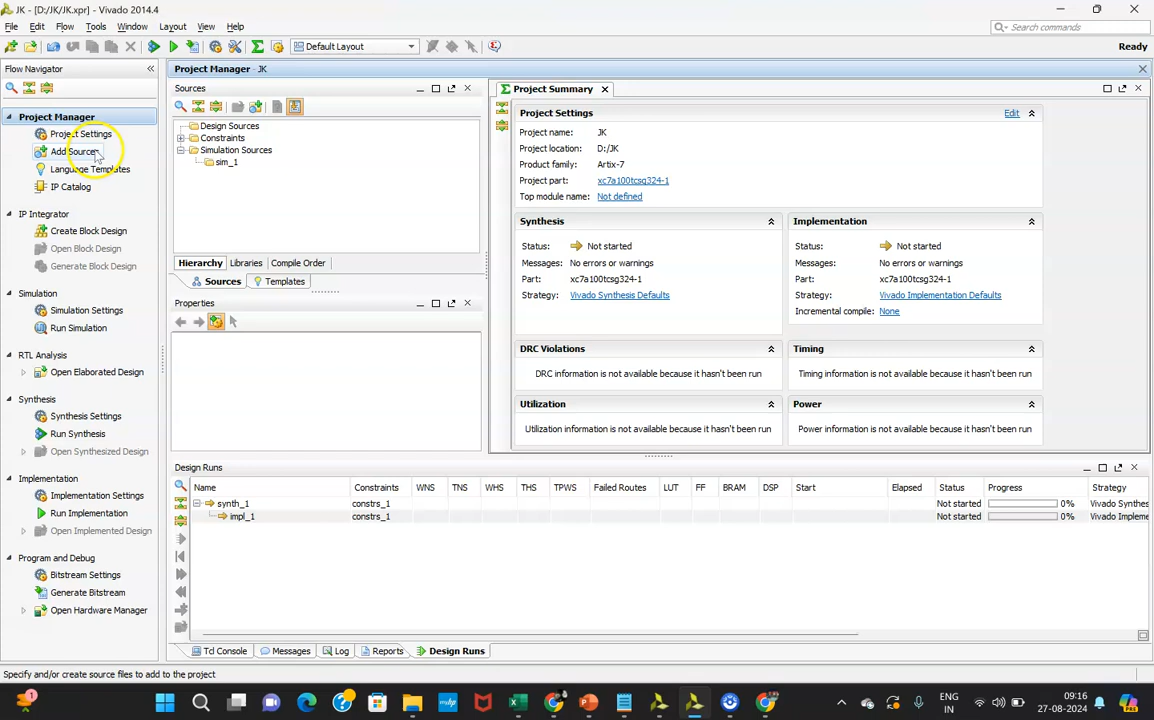 JK - [D:/JK/JK.xpr] - Vivado 2014.4
File Edit Flow Tools Window Layout View Help
Search commands
Default Layout
Ready
Flow Navigator
Project Manager
Project Settings
Add Sources
Language Templates
IP Catalog
IP Integrator
Create Block Design
Open Block Design
Generate Block Design
Simulation
Simulation Settings
Run Simulation
RTL Analysis
Open Elaborated Design
Synthesis
Synthesis Settings
Run Synthesis
Open Synthesized Design
Implementation
Implementation Settings
Run Implementation
Open Implemented Design
Program and Debug
Bitstream Settings
Generate Bitstream
Open Hardware Manager
Project Manager - JK
Sources
Design Sources
Constraints
Simulation Sources
sim_1
Hierarchy Libraries Compile Order
Sources Templates
Properties
Project Summary
Project Settings Edit
Project name: JK
Project location: D:/JK
Product family: Artix-7
Project part: xc7a100tcsg324-1
Top module name: Not defined
Synthesis
Status: Not started
Messages: No errors or warnings
Part: xc7a100tcsg324-1
Strategy: Vivado Synthesis Defaults
Implementation
Status: Not started
Messages: No errors or warnings
Part: xc7a100tcsg324-1
Strategy: Vivado Implementation Defaults
Incremental compile: None
DRC Violations
DRC information is not available because it hasn't been run
Timing
Timing information is not available because it hasn't been run
Utilization
Utilization information is not available because it hasn't been run
Power
Power information is not available because it hasn't been run
Design Runs
Name Constraints WNS TNS WHS THS TPWS Failed Routes LUT FF BRAM DSP Start Elapsed Status Progress Strategy
synth_1 constrs_1 Not started 0% Vivado Synthes
impl_1 constrs_1 Not started 0% Vivado Impleme
Tcl Console Messages Log Reports Design Runs
Specify and/or create source files to add to the project
1
ENG
IN
09:16
27-08-2024